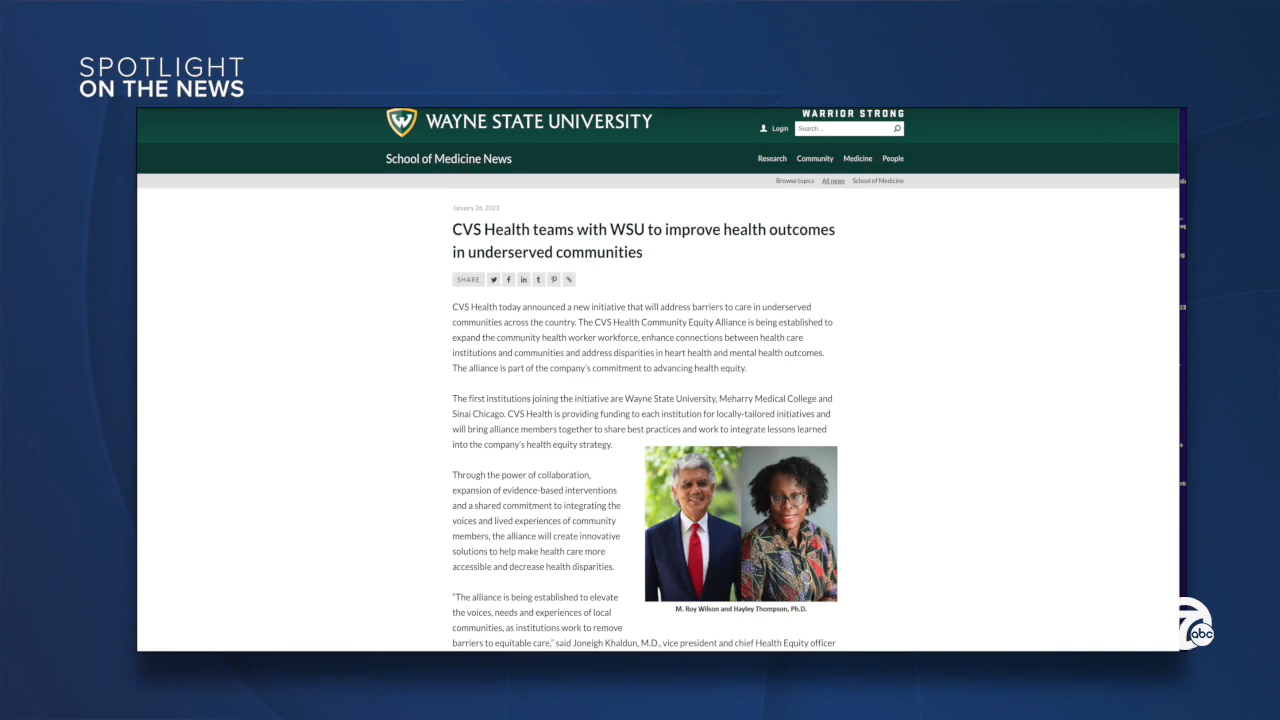 SPOTLIGHT
ON THE NEWS
WAYNE STATE UNIVERSITY
WARRIOR STRONG
Login
Search...
School of Medicine News
Research Community Medicine People
Browse topics All news School of Medicine
January 26, 2023
CVS Health teams with WSU to improve health outcomes
in underserved communities
SHARE
CVS Health today announced a new initiative that will address barriers to care in underserved
communities across the country. The CVS Health Community Equity Alliance is being established to
expand the community health worker workforce, enhance connections between health care
institutions and communities and address disparities in heart health and mental health outcomes.
The alliance is part of the company's commitment to advancing health equity.
The first institutions joining the initiative are Wayne State University, Meharry Medical College and
Sinai Chicago. CVS Health is providing funding to each institution for locally-tailored initiatives and
will bring alliance members together to share best practices and work to integrate lessons learned
into the company's health equity strategy.
Through the power of collaboration,
expansion of evidence-based interventions
and a shared commitment to integrating the
voices and lived experiences of community
members, the alliance will create innovative
solutions to help make health care more
accessible and decrease health disparities.
M. Roy Wilson and Hayley Thompson, Ph.D.
"The alliance is being established to elevate
the voices, needs and experiences of local
communities, as institutions work to remove
barriers to equitable care," said Joneigh Khaldun, M.D., vice president and chief Health Equity officer
7 abc